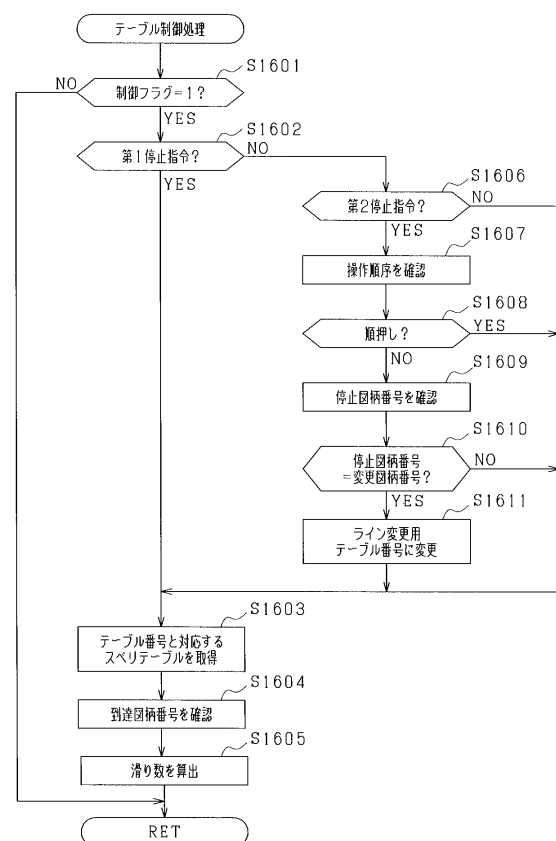 テーブル制御処理
S1601
NO
制御フラグ=1?
YES
S1602
第1停止指令?
NO
YES
S1606
第2停止指令?
NO
YES
S1607
操作順序を確認
S1608
順押し?
YES
NO
S1609
停止図柄番号を確認
S1610
停止図柄番号
=変更図柄番号?
NO
YES
S1611
ライン変更用
テーブル番号に変更
S1603
テーブル番号と対応する
スベリテーブルを取得
S1604
到達図柄番号を確認
S1605
滑り数を算出
RET